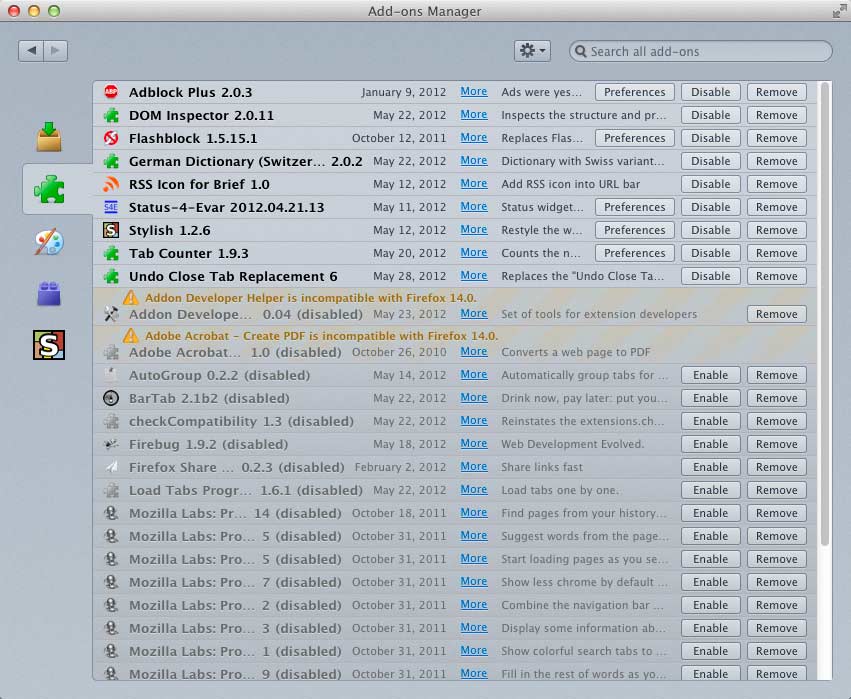 Add-ons Manager
Search all add-ons
ABP Adblock Plus 2.0.3 January 9, 2012 More Ads were yes... Preferences Disable Remove
DOM Inspector 2.0.11 May 22, 2012 More Inspects the structure and pr... Disable Remove
Flashblock 1.5.15.1 October 12, 2011 More Replaces Flas... Preferences Disable Remove
German Dictionary (Switzer... 2.0.2 May 22, 2012 More Dictionary with Swiss variant... Disable Remove
RSS Icon for Brief 1.0 May 12, 2012 More Add RSS icon into URL bar Disable Remove
S4E Status-4-Evar 2012.04.21.13 May 11, 2012 More Status widget... Preferences Disable Remove
S Stylish 1.2.6 May 12, 2012 More Restyle the w... Preferences Disable Remove
Tab Counter 1.9.3 May 20, 2012 More Counts the n... Preferences Disable Remove
Undo Close Tab Replacement 6 May 28, 2012 More Replaces the "Undo Close Ta... Disable Remove
Addon Developer Helper is incompatible with Firefox 14.0.
Addon Develope... 0.04 (disabled) May 23, 2012 More Set of tools for extension developers Remove
Adobe Acrobat - Create PDF is incompatible with Firefox 14.0.
Adobe Acrobat... 1.0 (disabled) October 26, 2010 More Converts a web page to PDF
AutoGroup 0.2.2 (disabled) May 14, 2012 More Automatically group tabs for ... Enable Remove
BarTab 2.1b2 (disabled) May 22, 2012 More Drink now, pay later: put you... Enable Remove
checkCompatibility 1.3 (disabled) May 22, 2012 More Reinstates the extensions.ch... Enable Remove
Firebug 1.9.2 (disabled) May 18, 2012 More Web Development Evolved. Enable Remove
Firefox Share ... 0.2.3 (disabled) February 2, 2012 More Share links fast Enable Remove
Load Tabs Progr... 1.6.1 (disabled) May 22, 2012 More Load tabs one by one. Enable Remove
Mozilla Labs: Pr... 14 (disabled) October 18, 2011 More Find pages from your history... Enable Remove
Mozilla Labs: Pro... 5 (disabled) October 31, 2011 More Suggest words from the page... Enable Remove
Mozilla Labs: Pro... 5 (disabled) October 31, 2011 More Start loading pages as you se... Enable Remove
Mozilla Labs: Pro... 7 (disabled) October 31, 2011 More Show less chrome by default ... Enable Remove
Mozilla Labs: Pro... 2 (disabled) October 31, 2011 More Combine the navigation bar ... Enable Remove
Mozilla Labs: Pro... 3 (disabled) October 31, 2011 More Display some information ab... Enable Remove
Mozilla Labs: Pro... 1 (disabled) October 31, 2011 More Show colorful search tabs to ... Enable Remove
Mozilla Labs: Pro... 9 (disabled) October 31, 2011 More Fill in the rest of words as yo... Enable Remove
S